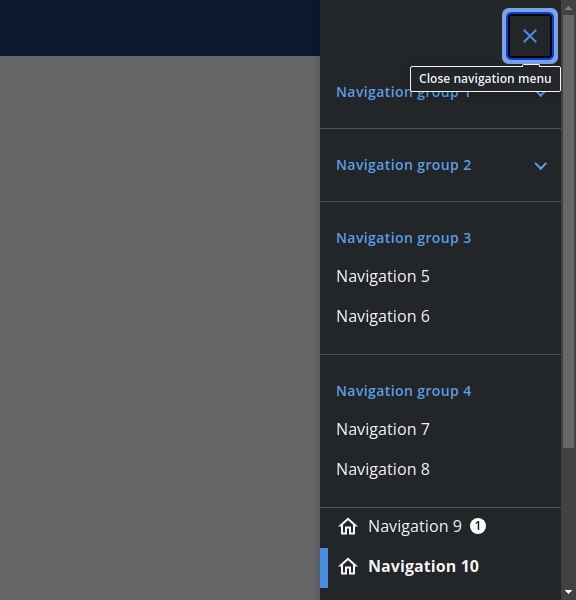 Close navigation menu
Navigation group 1
Navigation group 2
Navigation group 3
Navigation 5
Navigation 6
Navigation group 4
Navigation 7
Navigation 8
Navigation 9 1
Navigation 10